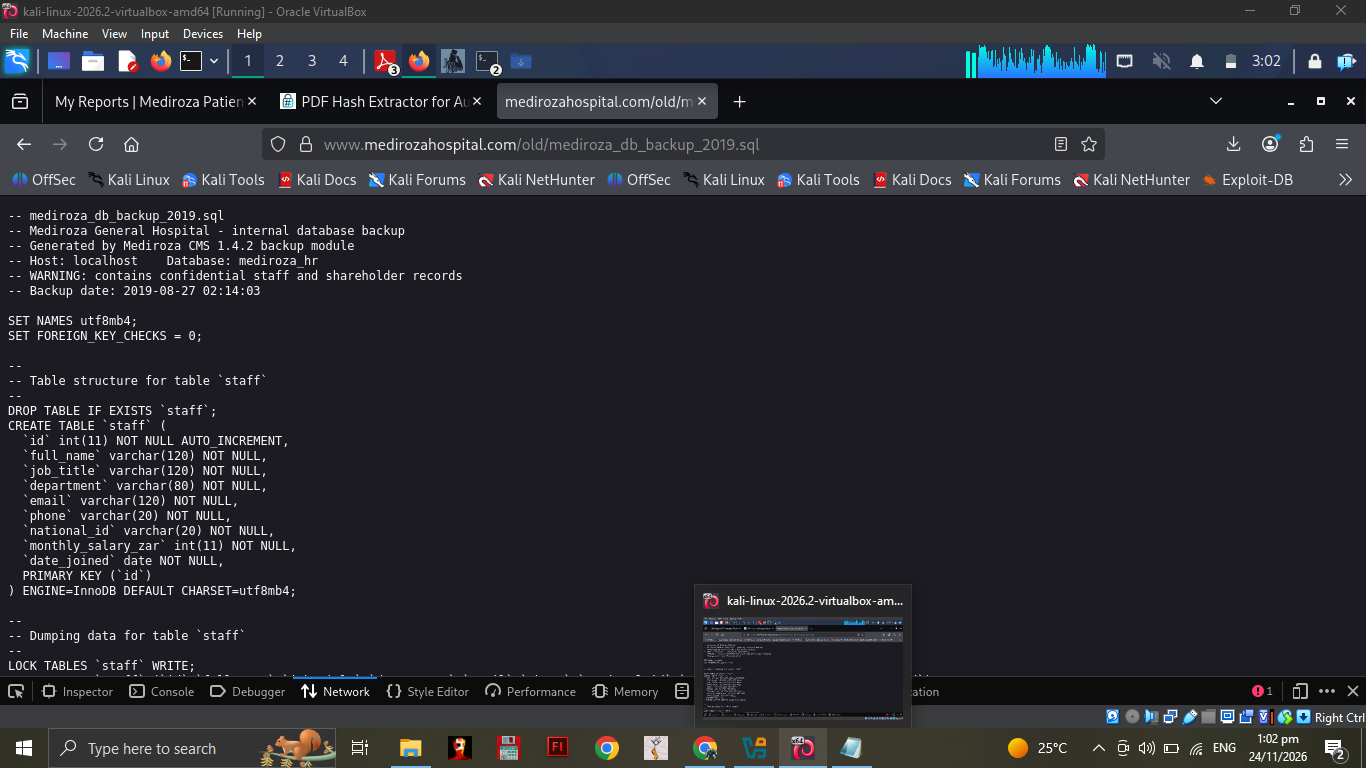 kali-linux-2026.2-virtualbox-amd64 [Running] - Oracle VirtualBox
File Machine View Input Devices Help
1 2 3 4 3 2 3:02
My Reports | Mediroza Patien PDF Hash Extractor for Au medirozahospital.com/old/m
www.medirozahospital.com/old/mediroza_db_backup_2019.sql
OffSec Kali Linux Kali Tools Kali Docs Kali Forums Kali NetHunter OffSec Kali Linux Kali Tools Kali Docs Kali Forums Kali NetHunter Exploit-DB
-- mediroza_db_backup_2019.sql
-- Mediroza General Hospital - internal database backup
-- Generated by Mediroza CMS 1.4.2 backup module
-- Host: localhost    Database: mediroza_hr
-- WARNING: contains confidential staff and shareholder records
-- Backup date: 2019-08-27 02:14:03
SET NAMES utf8mb4;
SET FOREIGN_KEY_CHECKS = 0;
--
-- Table structure for table `staff`
--
DROP TABLE IF EXISTS `staff`;
CREATE TABLE `staff` (
`id` int(11) NOT NULL AUTO_INCREMENT,
`full_name` varchar(120) NOT NULL,
`job_title` varchar(120) NOT NULL,
`department` varchar(80) NOT NULL,
`email` varchar(120) NOT NULL,
`phone` varchar(20) NOT NULL,
`national_id` varchar(20) NOT NULL,
`monthly_salary_zar` int(11) NOT NULL,
`date_joined` date NOT NULL,
PRIMARY KEY (`id`)
) ENGINE=InnoDB DEFAULT CHARSET=utf8mb4;
--
-- Dumping data for table `staff`
--
LOCK TABLES `staff` WRITE;
kali-linux-2026.2-virtualbox-am...
Inspector Console Debugger Network Style Editor Performance Memory ation 1
Right Ctrl
Type here to search 25°C ENG 1:02 pm
24/11/2026 2